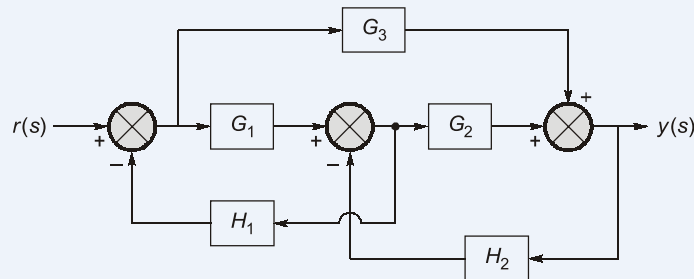 G3
+
r(s)
+
G1
+
G2
+
y(s)
−
−
H1
H2